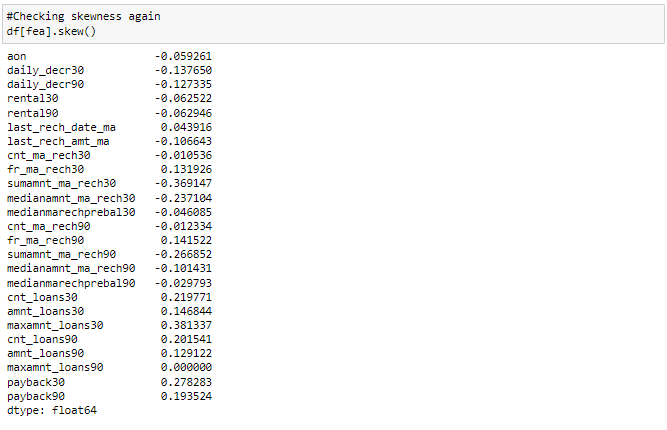 #Checking skewness again
df[fea].skew()
aon -0.059261
daily_decr30 -0.137650
daily_decr90 -0.127335
rental30 -0.062522
rental90 -0.062946
last_rech_date_ma 0.043916
last_rech_amt_ma -0.106643
cnt_ma_rech30 -0.010536
fr_ma_rech30 0.131926
sumamnt_ma_rech30 -0.369147
medianamnt_ma_rech30 -0.237104
medianmarechprebal30 -0.046085
cnt_ma_rech90 -0.012334
fr_ma_rech90 0.141522
sumamnt_ma_rech90 -0.266852
medianamnt_ma_rech90 -0.101431
medianmarechprebal90 -0.029793
cnt_loans30 0.219771
amnt_loans30 0.146844
maxamnt_loans30 0.381337
cnt_loans90 0.201541
amnt_loans90 0.129122
maxamnt_loans90 0.000000
payback30 0.278283
payback90 0.193524
dtype: float64